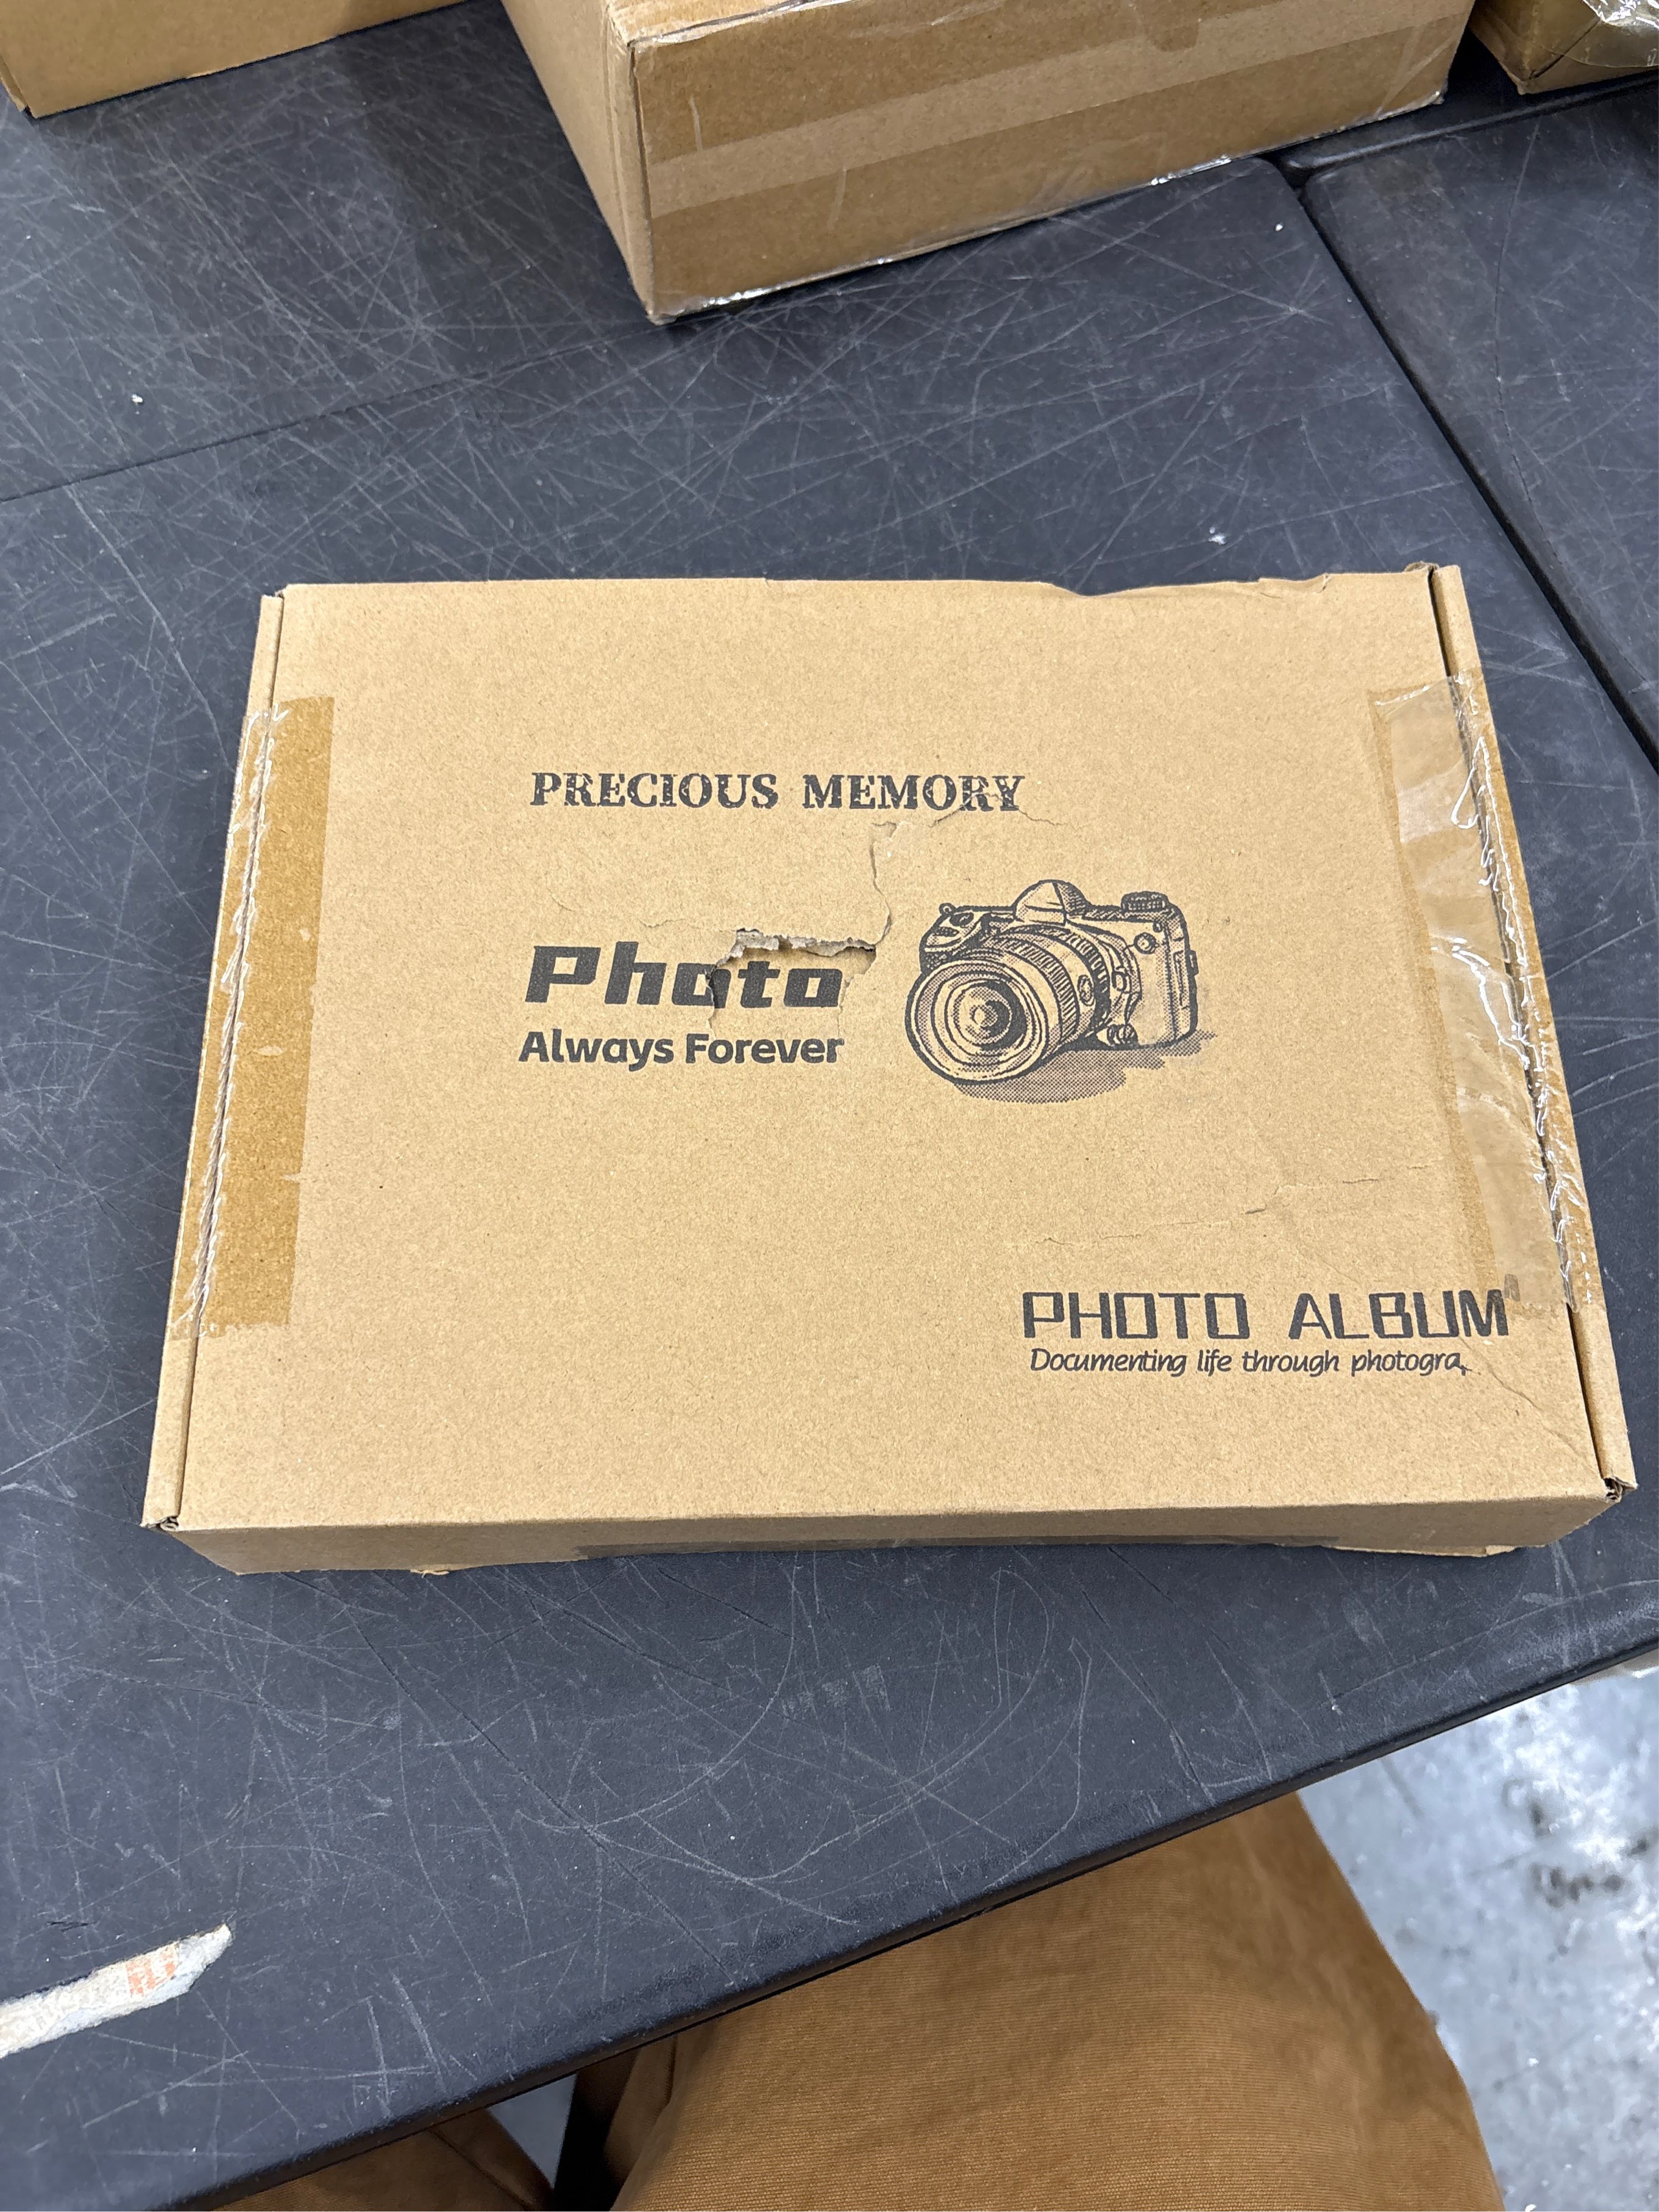 PRECIOUS MEMORY
Photo
Always Forever
PHOTO ALBUM
Documenting life through photogra